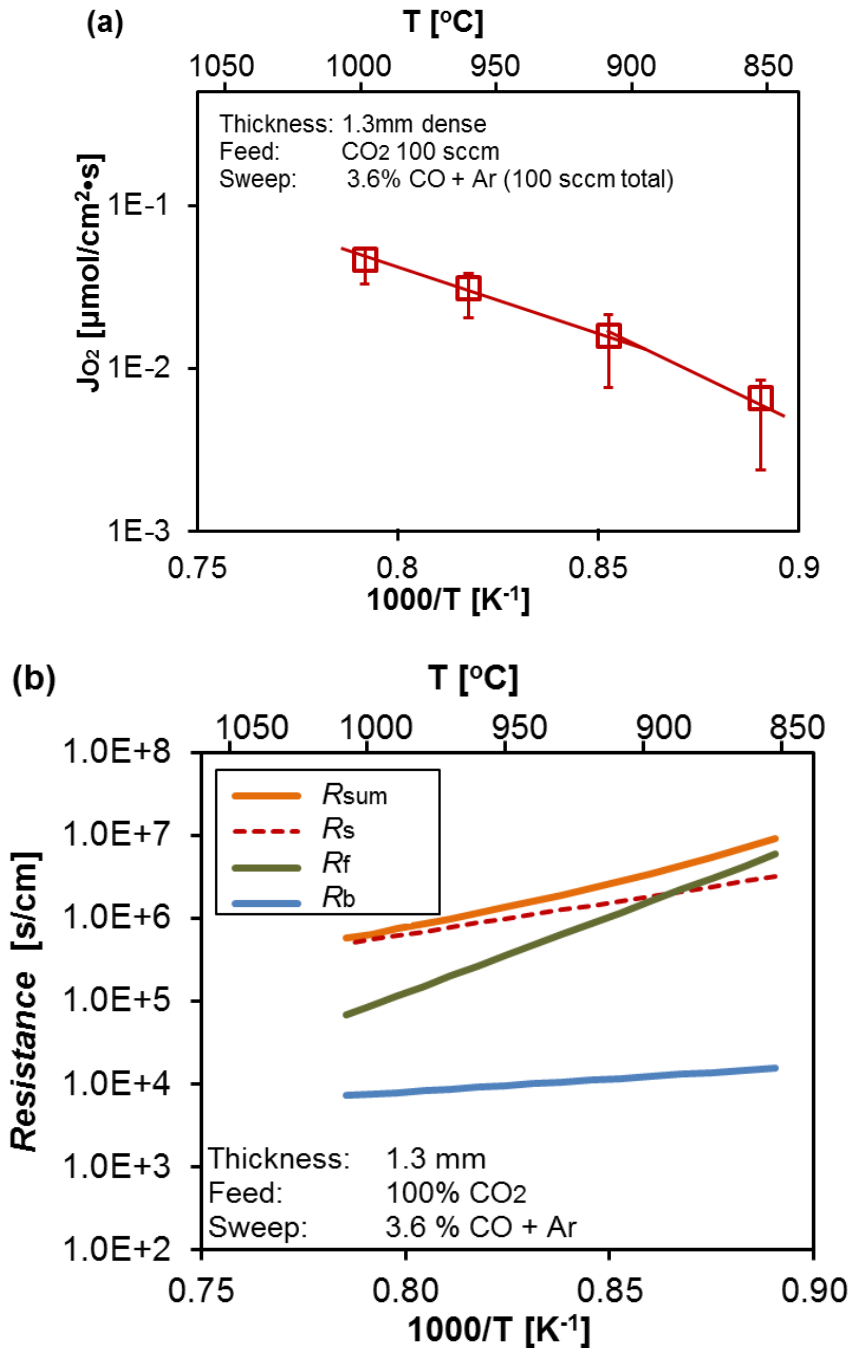 (a)
T [ᵒC]
1050 1000 950 900 850
Thickness: 1.3mm dense
Feed: CO₂ 100 sccm
Sweep: 3.6% CO + Ar (100 sccm total)
1E-1
1E-2
1E-3
Jo₂ [µmol/cm²•s]
0.75 0.8 0.85 0.9
1000/T [K⁻¹]
(b)
T [ᵒC]
1050 1000 950 900 850
1.0E+8
1.0E+7
1.0E+6
1.0E+5
1.0E+4
1.0E+3
1.0E+2
Resistance [s/cm]
Rsum
Rs
Rf
Rb
Thickness: 1.3 mm
Feed: 100% CO₂
Sweep: 3.6 % CO + Ar
0.75 0.80 0.85 0.90
1000/T [K⁻¹]